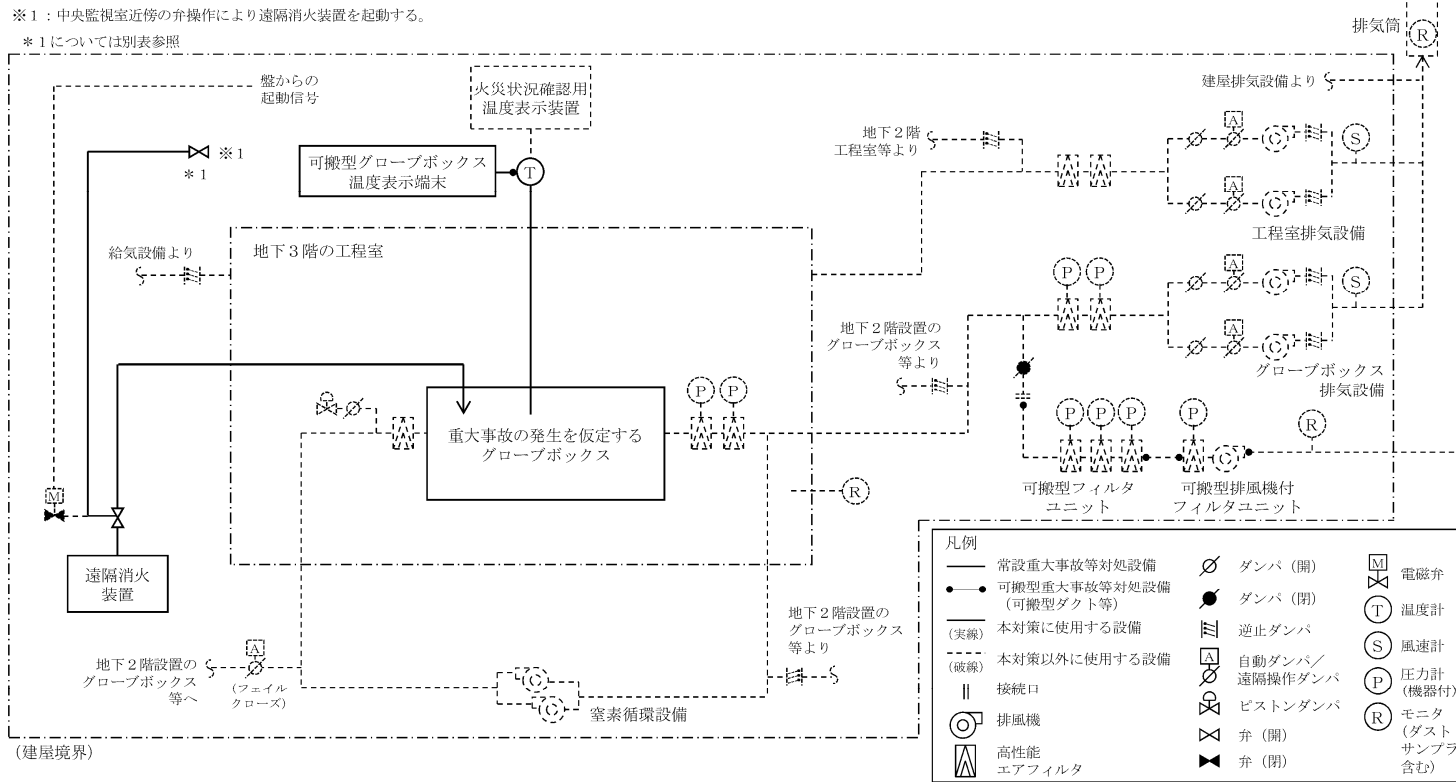 ※1：中央監視室近傍の弁操作により遠隔消火装置を起動する。
＊1については別表参照
排気筒
R
盤からの
起動信号
火災状況確認用
温度表示装置
建屋排気設備より
※1
＊1
可搬型グローブボックス
温度表示端末
T
地下2階
工程室等より
A
S
A
工程室排気設備
給気設備より
地下3階の工程室
P
P
A
S
A
地下2階設置の
グローブボックス
等より
グローブボックス
排気設備
重大事故の発生を仮定する
グローブボックス
P
P
P
P
P
P
R
可搬型フィルタ
ユニット
可搬型排風機付
フィルタユニット
R
M
遠隔消火
装置
地下2階設置の
グローブボックス
等へ
A
(フェイル
クローズ)
窒素循環設備
地下2階設置の
グローブボックス
等より
(建屋境界)
凡例
常設重大事故等対処設備
可搬型重大事故等対処設備
(可搬型ダクト等)
(実線) 本対策に使用する設備
(破線) 本対策以外に使用する設備
接続口
排風機
高性能
エアフィルタ
ダンパ（開）
ダンパ（閉）
逆止ダンパ
A 自動ダンパ／
遠隔操作ダンパ
ピストンダンパ
弁（開）
弁（閉）
M 電磁弁
T 温度計
S 風速計
P 圧力計
(機器付)
R モニタ
(ダスト
サンプラ
含む)